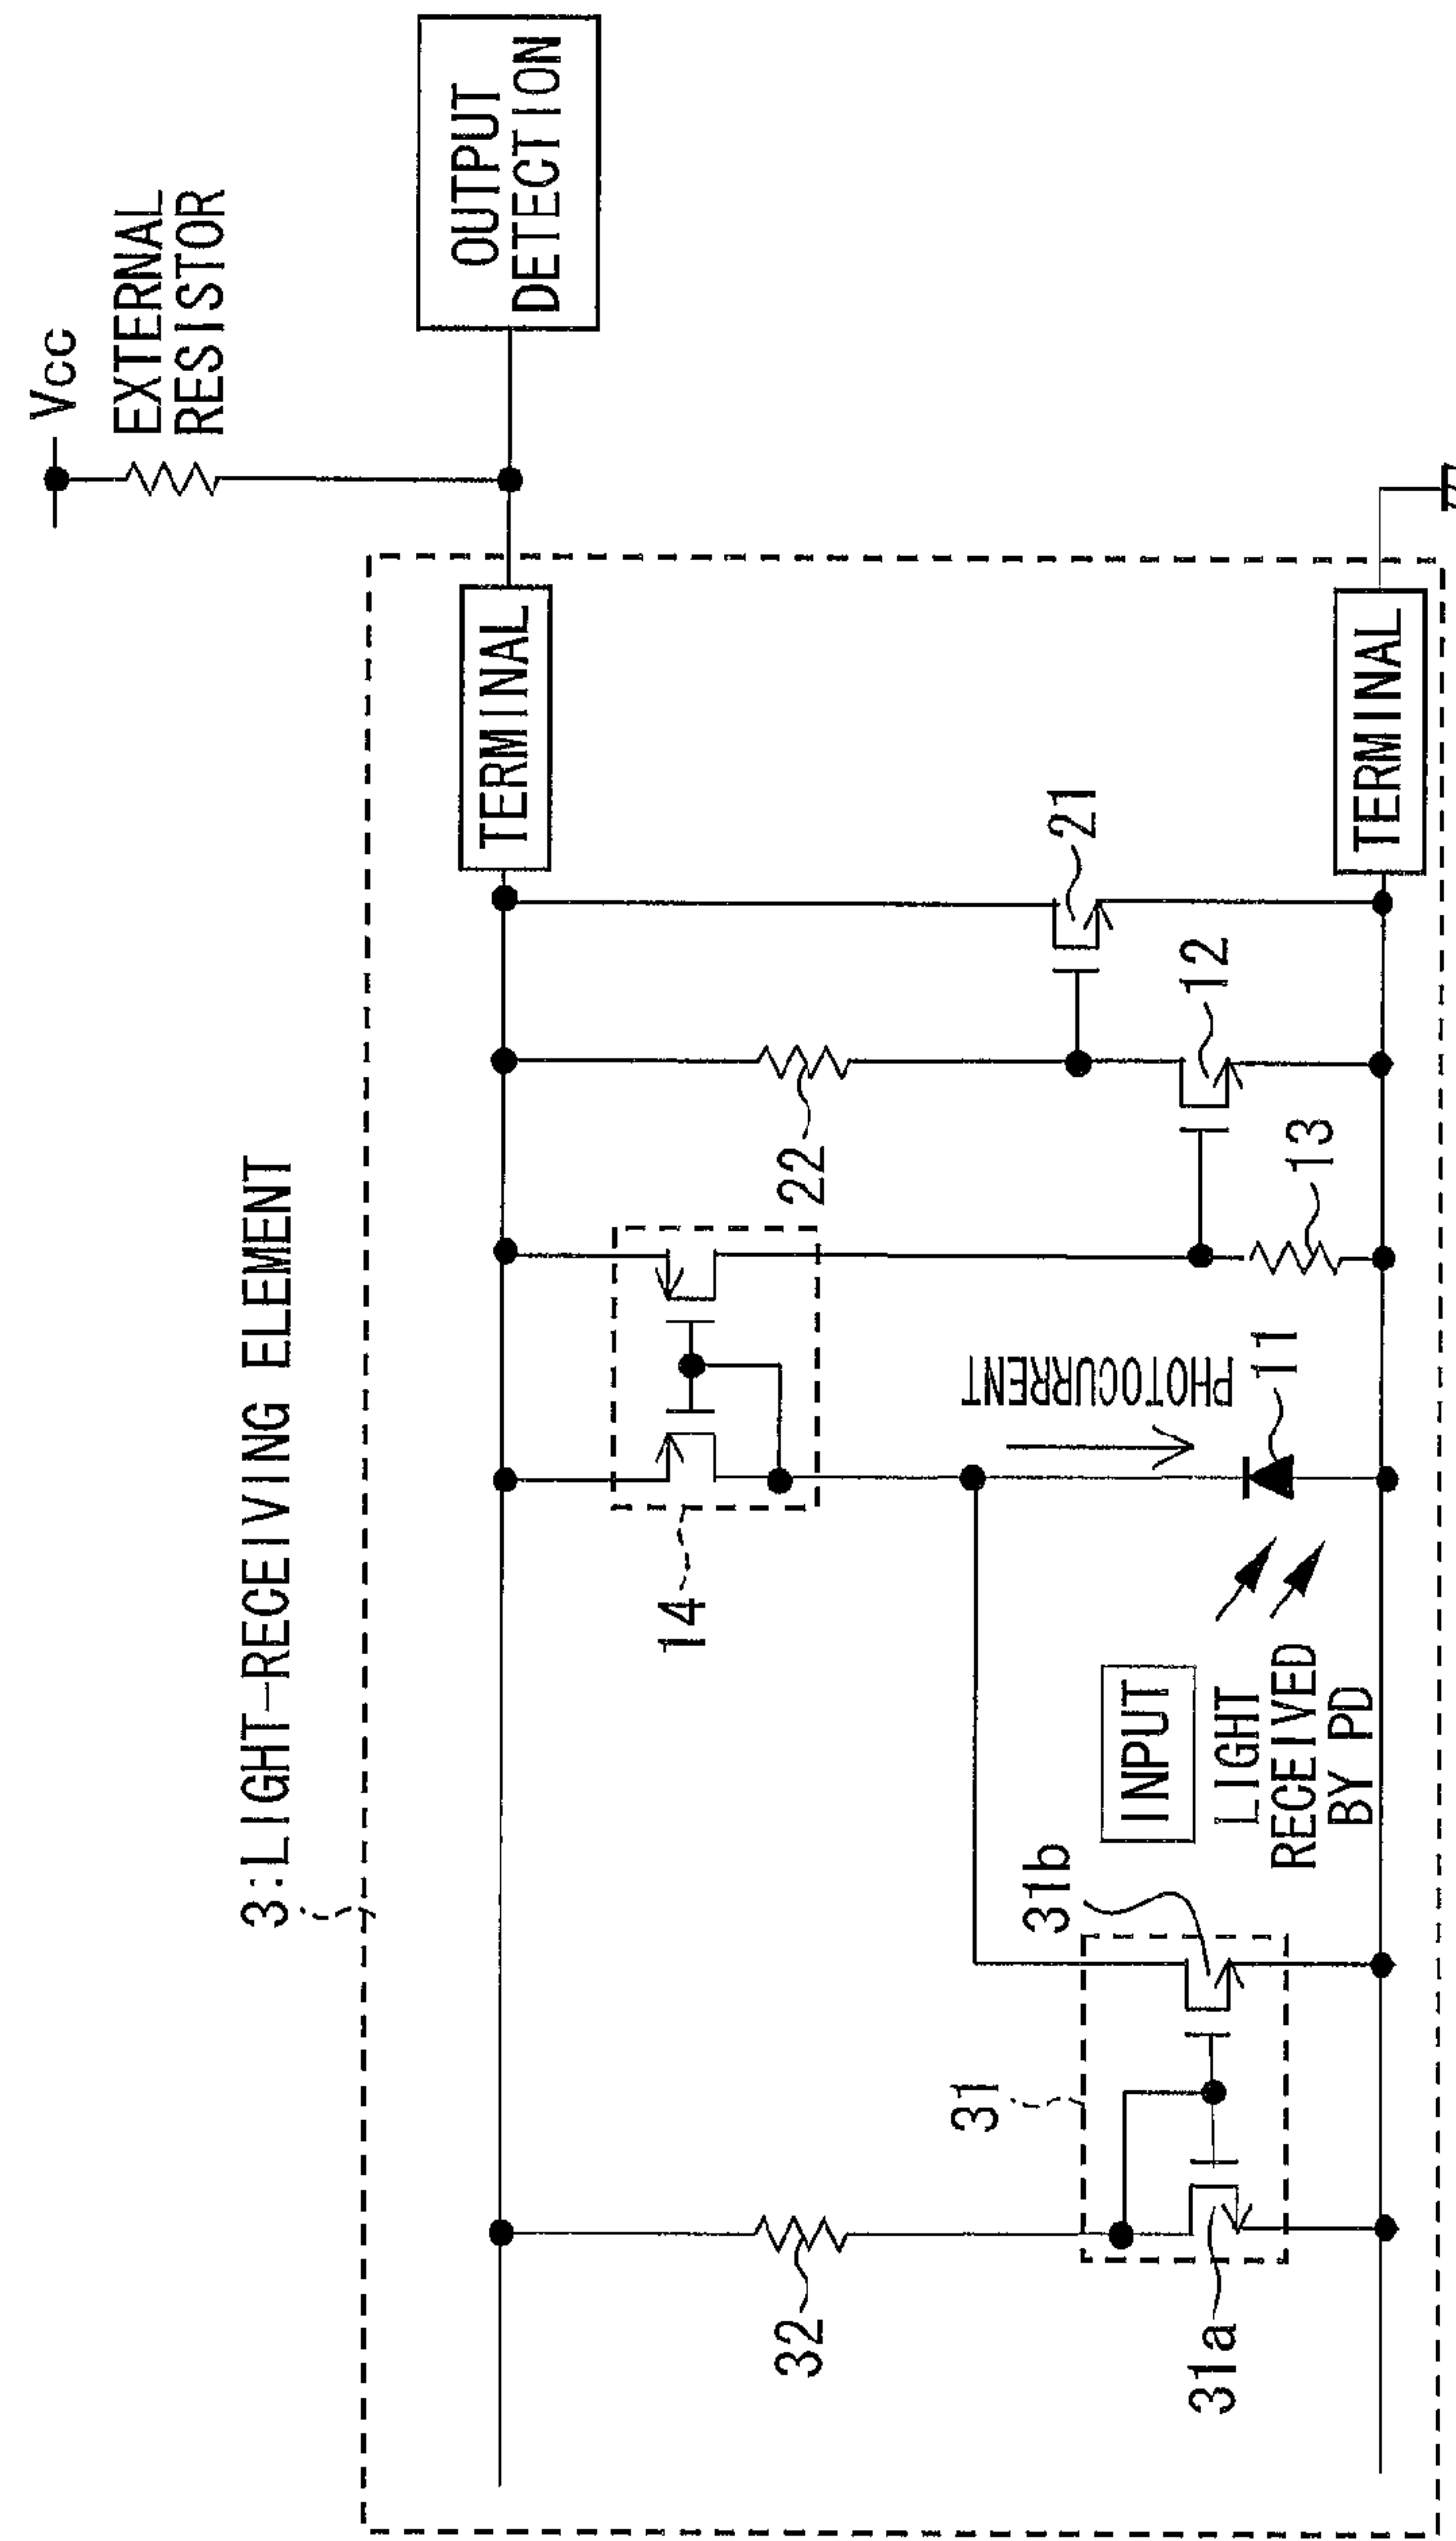 3:LIGHT-RECEIVING ELEMENT
Vcc
EXTERNAL
RESISTOR
OUTPUT
DETECTION
TERMINAL
14
22
21
12
13
PHOTOCURRENT
11
32
31
31b
31a
INPUT
LIGHT
RECEIVED
BY PD
TERMINAL